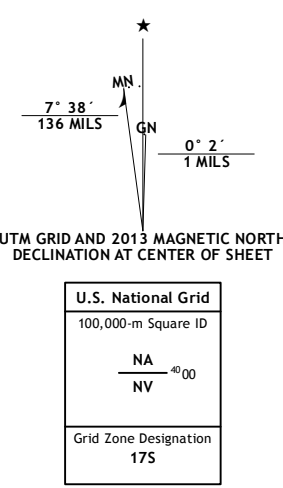 ★
MN
7° 38´
136 MILS
GN
0° 2´
1 MILS
UTM GRID AND 2013 MAGNETIC NORTH
DECLINATION AT CENTER OF SHEET
U.S. National Grid
100,000-m Square ID
NA
4000
NV
Grid Zone Designation
17S